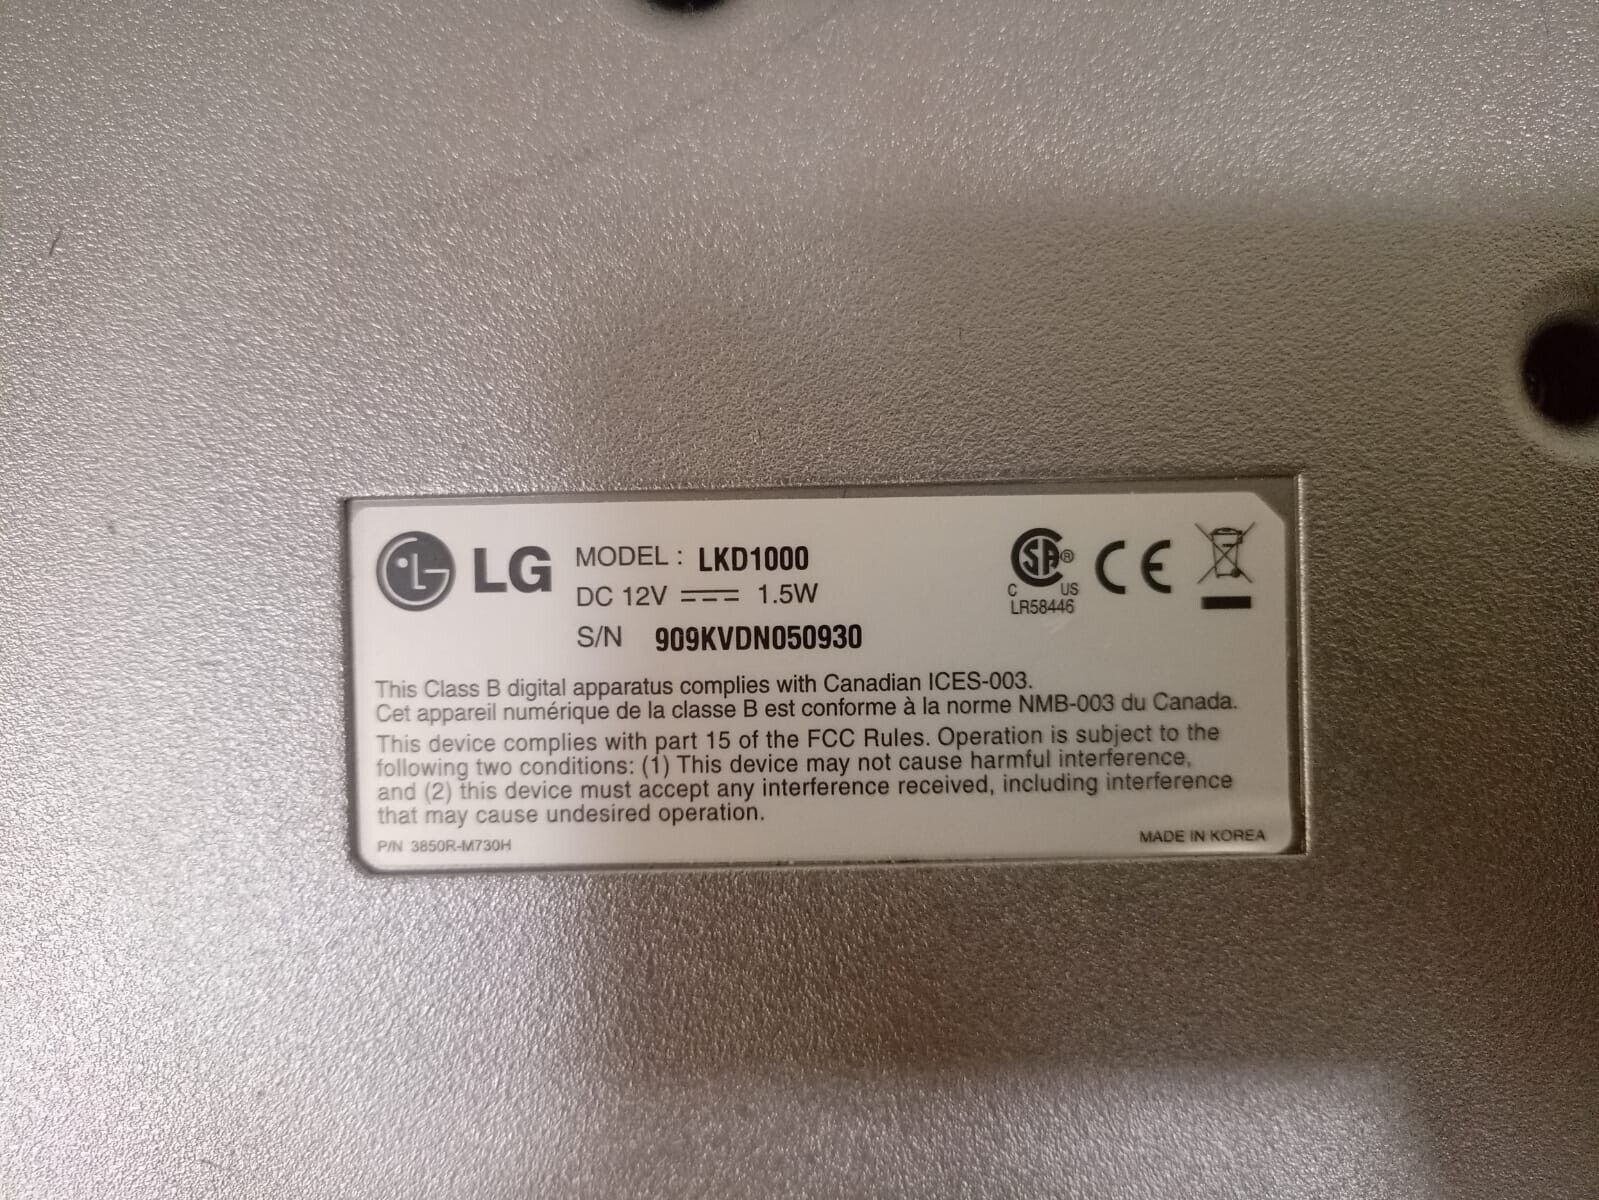 LG MODEL : LKD1000
DC 12V 1.5W
S/N 909KVDN050930
SA ®
C US
LR58446
CE
This Class B digital apparatus complies with Canadian ICES-003.
Cet appareil numérique de la classe B est conforme à la norme NMB-003 du Canada.
This device complies with part 15 of the FCC Rules. Operation is subject to the
following two conditions: (1) This device may not cause harmful interference,
and (2) this device must accept any interference received, including interference
that may cause undesired operation.
P/N 3850R-M730H
MADE IN KOREA